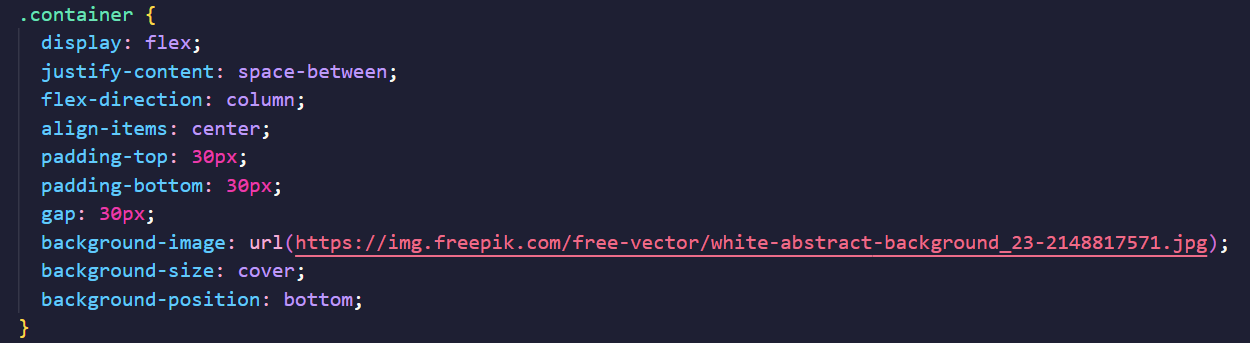 .container {
  display: flex;
  justify-content: space-between;
  flex-direction: column;
  align-items: center;
  padding-top: 30px;
  padding-bottom: 30px;
  gap: 30px;
  background-image: url(https://img.freepik.com/free-vector/white-abstract-background_23-2148817571.jpg);
  background-size: cover;
  background-position: bottom;
}